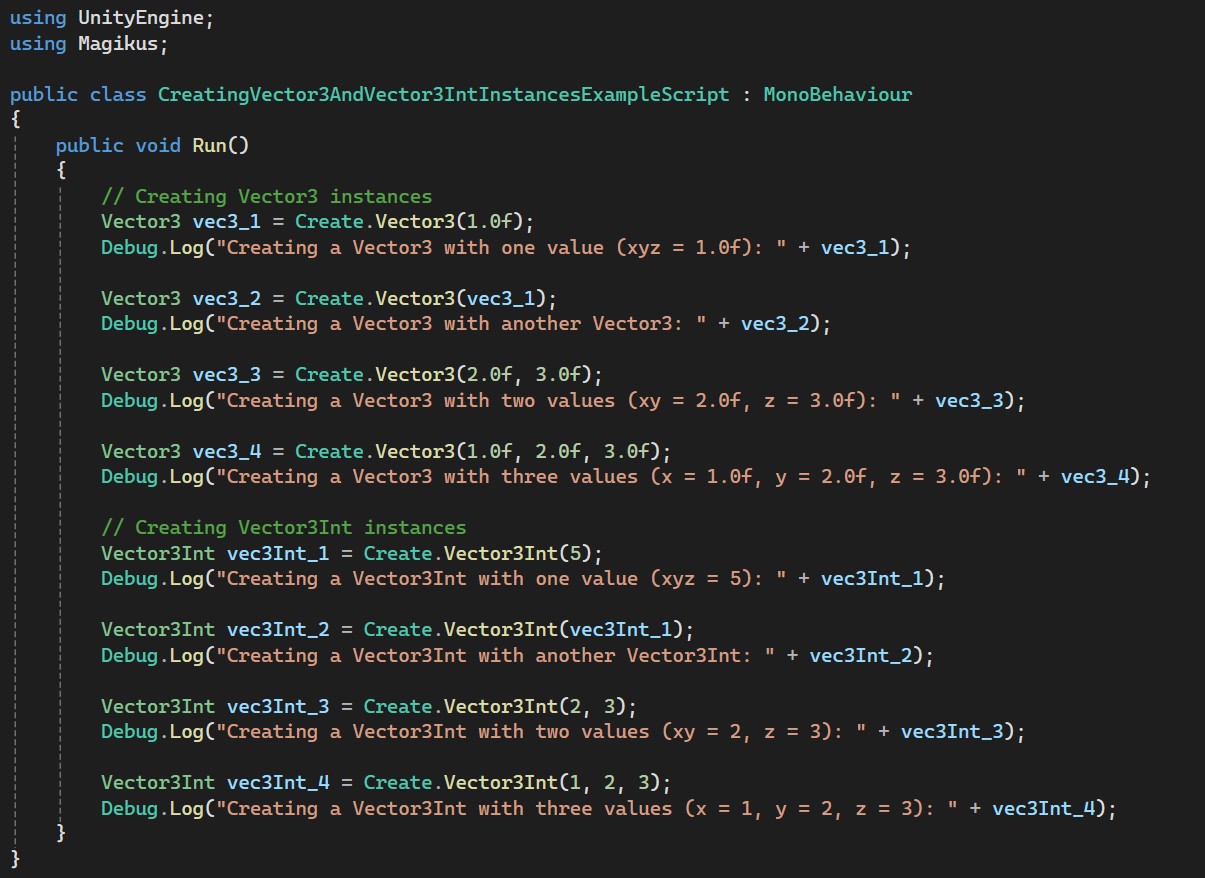 using UnityEngine;
using Magikus;

public class CreatingVector3AndVector3IntInstancesExampleScript : MonoBehaviour
{
    public void Run()
    {
        // Creating Vector3 instances
        Vector3 vec3_1 = Create.Vector3(1.0f);
        Debug.Log("Creating a Vector3 with one value (xyz = 1.0f): " + vec3_1);

        Vector3 vec3_2 = Create.Vector3(vec3_1);
        Debug.Log("Creating a Vector3 with another Vector3: " + vec3_2);

        Vector3 vec3_3 = Create.Vector3(2.0f, 3.0f);
        Debug.Log("Creating a Vector3 with two values (xy = 2.0f, z = 3.0f): " + vec3_3);

        Vector3 vec3_4 = Create.Vector3(1.0f, 2.0f, 3.0f);
        Debug.Log("Creating a Vector3 with three values (x = 1.0f, y = 2.0f, z = 3.0f): " + vec3_4);

        // Creating Vector3Int instances
        Vector3Int vec3Int_1 = Create.Vector3Int(5);
        Debug.Log("Creating a Vector3Int with one value (xyz = 5): " + vec3Int_1);

        Vector3Int vec3Int_2 = Create.Vector3Int(vec3Int_1);
        Debug.Log("Creating a Vector3Int with another Vector3Int: " + vec3Int_2);

        Vector3Int vec3Int_3 = Create.Vector3Int(2, 3);
        Debug.Log("Creating a Vector3Int with two values (xy = 2, z = 3): " + vec3Int_3);

        Vector3Int vec3Int_4 = Create.Vector3Int(1, 2, 3);
        Debug.Log("Creating a Vector3Int with three values (x = 1, y = 2, z = 3): " + vec3Int_4);
    }
}